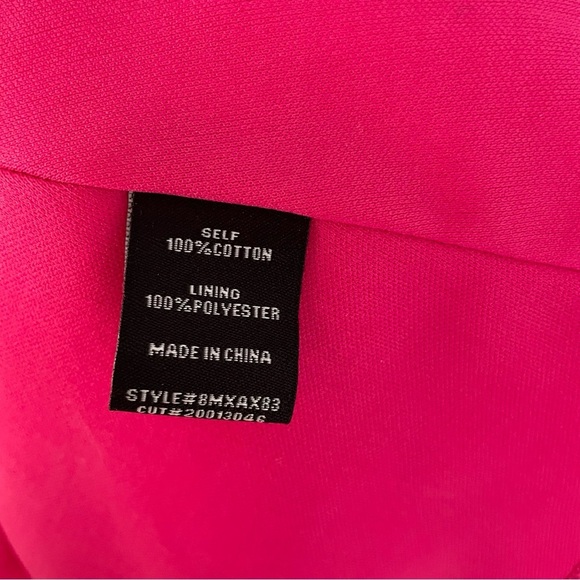 SELF
100%COTTON
LINING
100%POLYESTER
MADE IN CHINA
STYLE#8MXAX83
CUT#20013046